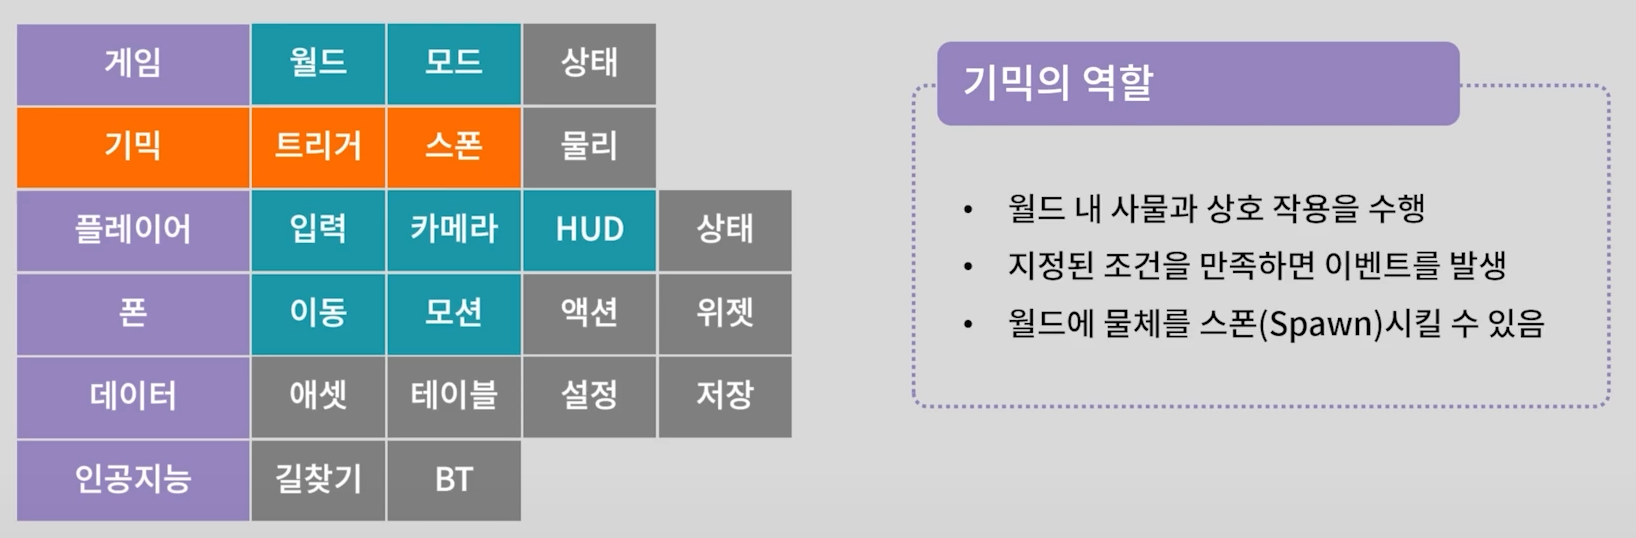 게임 월드 모드 상태
기믹 트리거 스폰 물리
플레이어 입력 카메라 HUD 상태
폰 이동 모션 액션 위젯
데이터 애셋 테이블 설정 저장
인공지능 길찾기 BT
기믹의 역할
• 월드 내 사물과 상호 작용을 수행
• 지정된 조건을 만족하면 이벤트를 발생
• 월드에 물체를 스폰(Spawn)시킬 수 있음